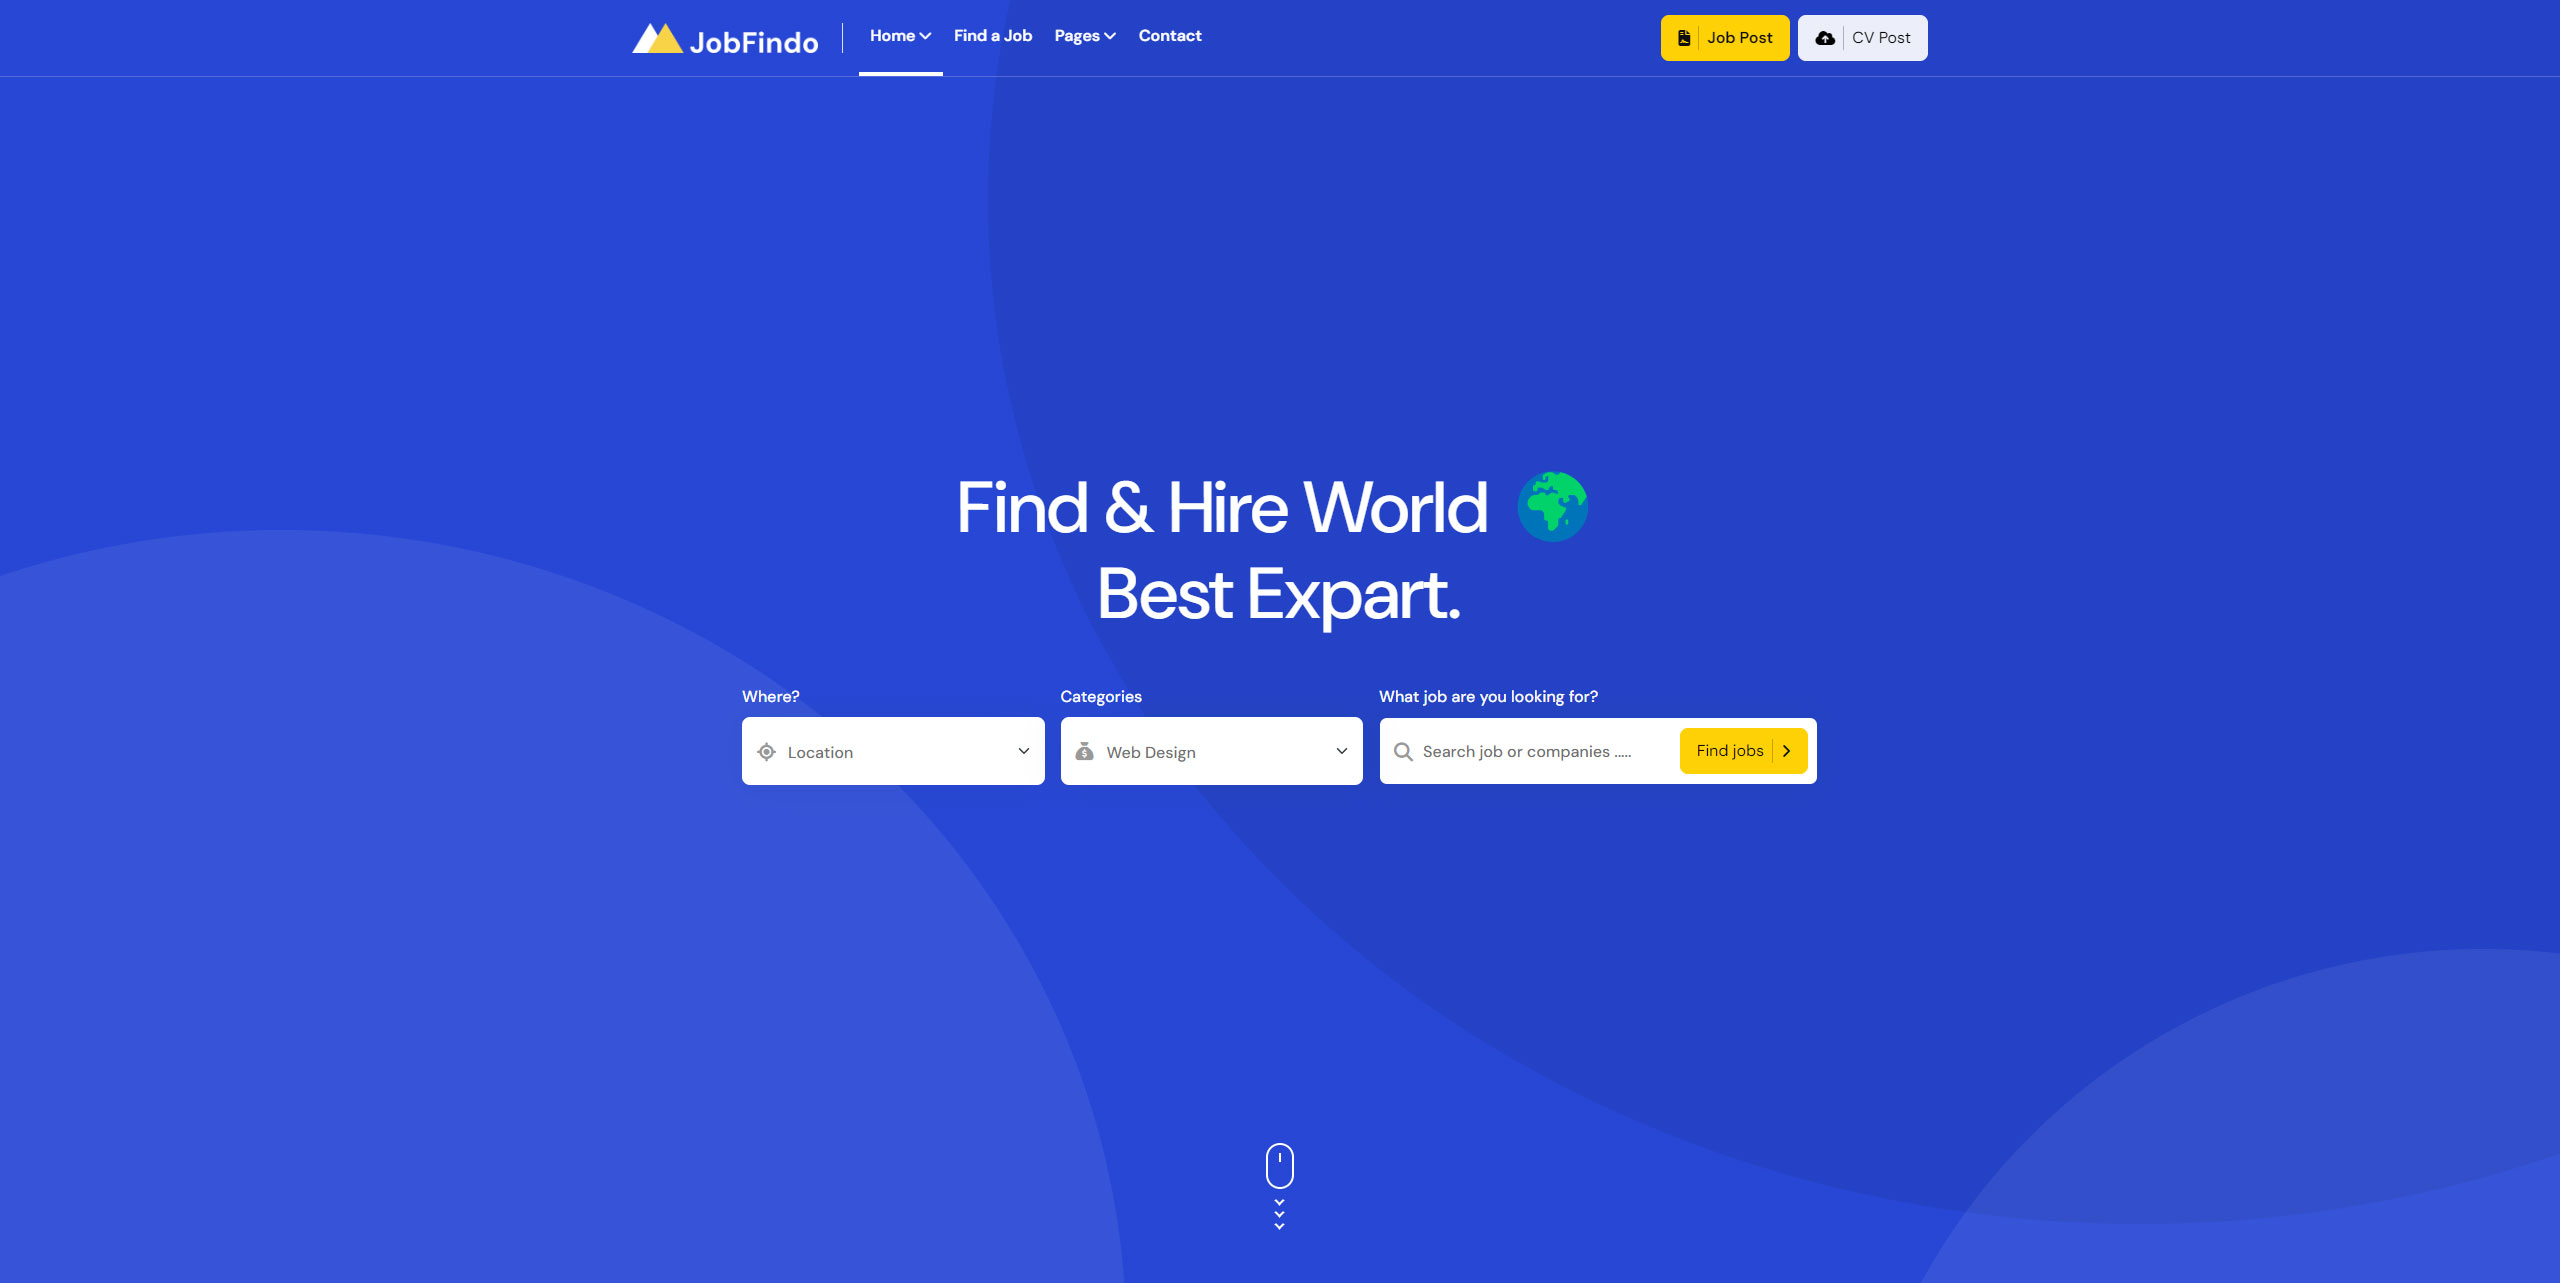 JobFindo
Home
Find a Job
Pages
Contact
Job Post
CV Post
Find & Hire World
Best Expart.
Where?
Categories
What job are you looking for?
Location
Web Design
Search job or companies .....
Find jobs